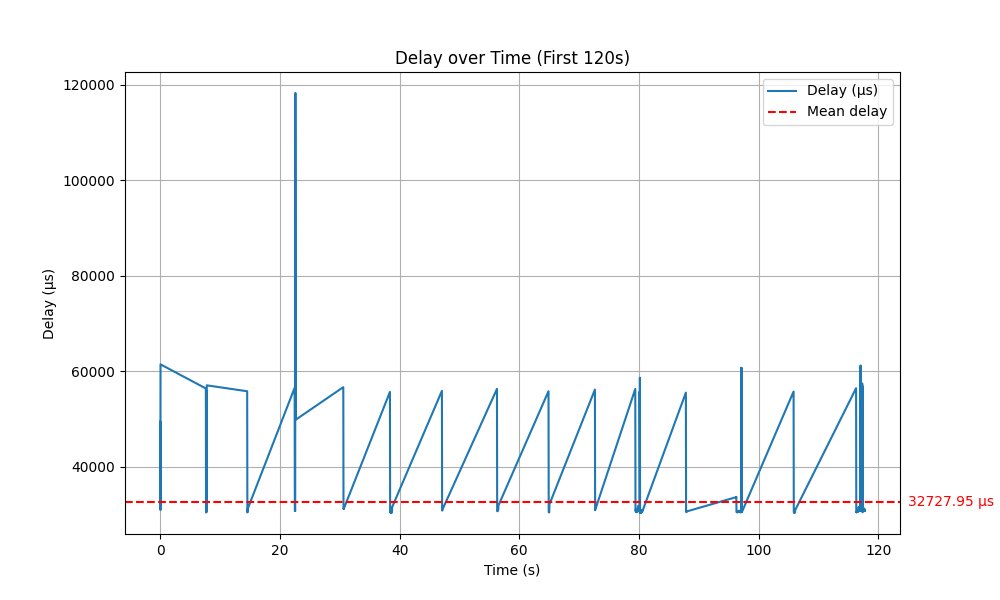 Delay over Time (First 120s)
Delay (µs)
Mean delay
120000
100000
80000
60000
40000
Delay (µs)
32727.95 µs
0 20 40 60 80 100 120
Time (s)